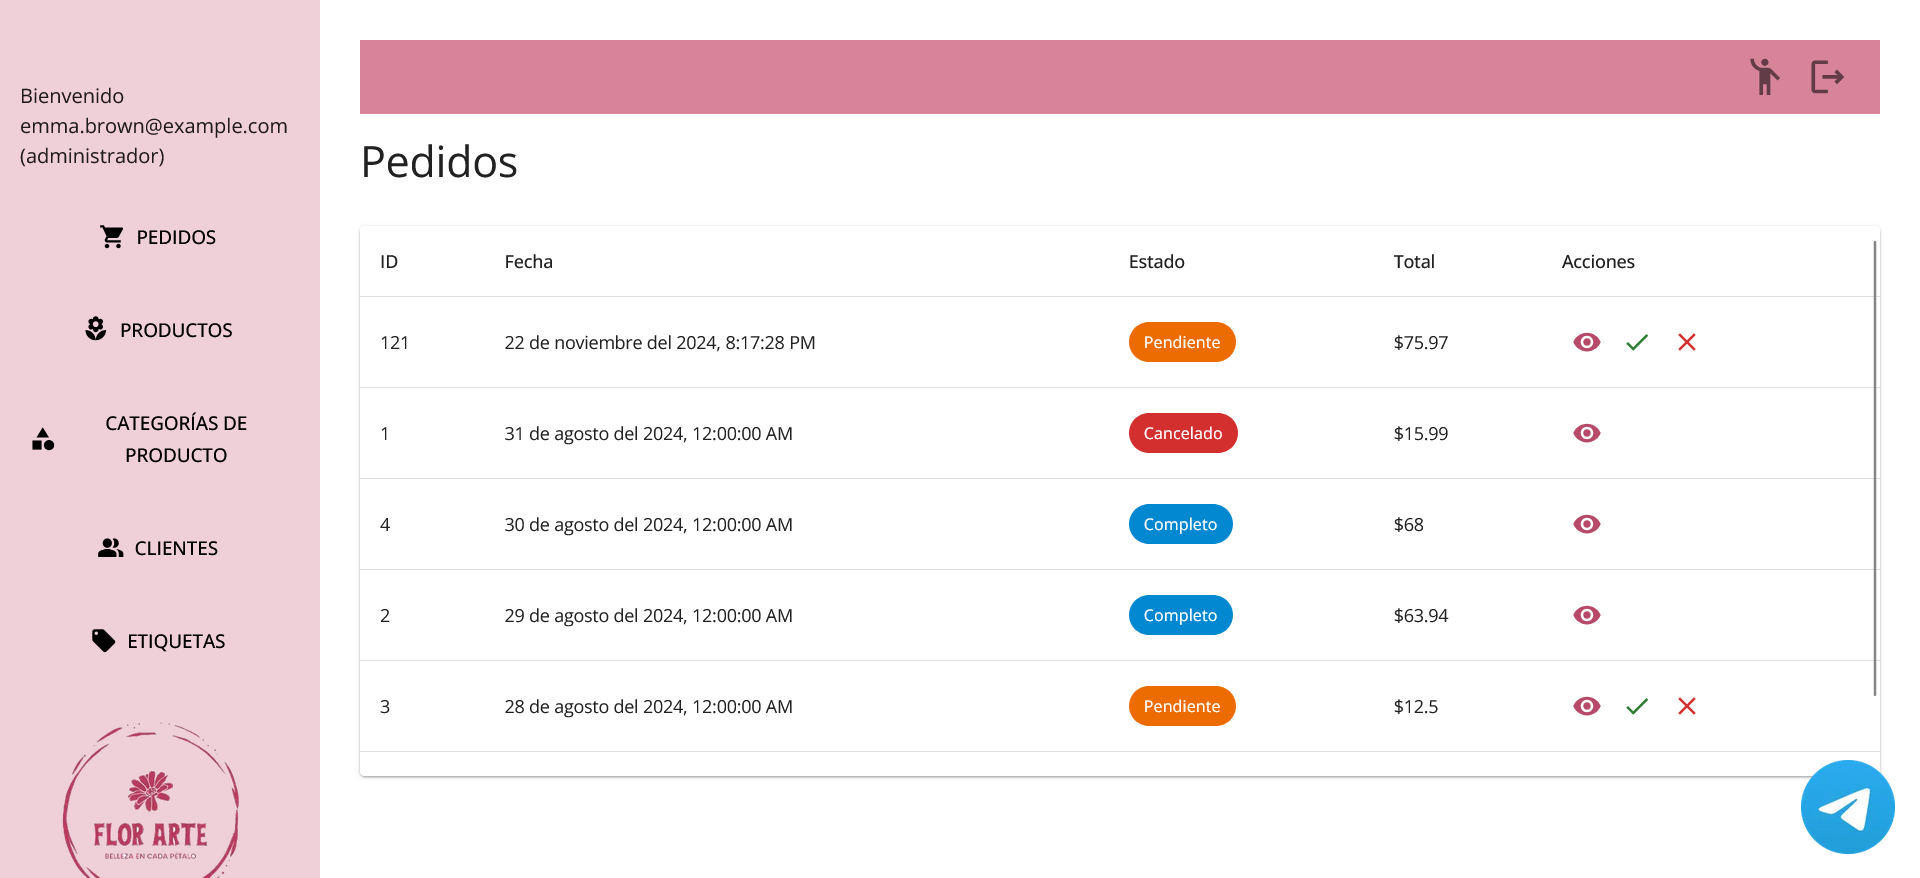 Bienvenido
emma.brown@example.com
(administrador)
PEDIDOS
PRODUCTOS
CATEGORÍAS DE
PRODUCTO
CLIENTES
ETIQUETAS
FLOR ARTE
BELLEZA EN CADA PETALO
Pedidos
ID Fecha Estado Total Acciones
121 22 de noviembre del 2024, 8:17:28 PM Pendiente $75.97
1 31 de agosto del 2024, 12:00:00 AM Cancelado $15.99
4 30 de agosto del 2024, 12:00:00 AM Completo $68
2 29 de agosto del 2024, 12:00:00 AM Completo $63.94
3 28 de agosto del 2024, 12:00:00 AM Pendiente $12.5